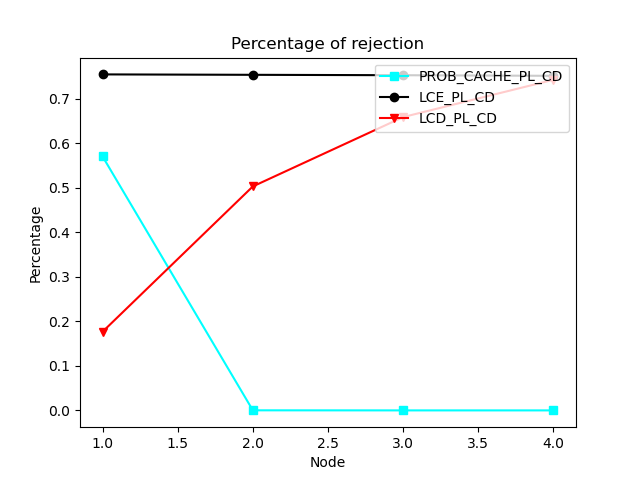 Percentage of rejection
PROB_CACHE_PL_CD
LCE_PL_CD
LCD_PL_CD
Percentage
0.7
0.6
0.5
0.4
0.3
0.2
0.1
0.0
1.0 1.5 2.0 2.5 3.0 3.5 4.0
Node